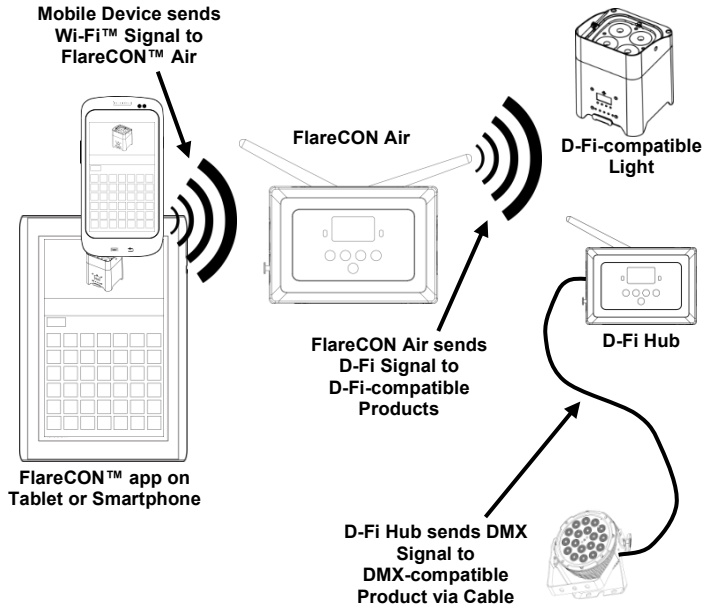 Mobile Device sends
Wi-Fi™ Signal to
FlareCON™ Air
FlareCON Air
D-Fi-compatible
Light
D-Fi Hub
FlareCON Air sends
D-Fi Signal to
D-Fi-compatible
Products
FlareCON™ app on
Tablet or Smartphone
D-Fi Hub sends DMX
Signal to
DMX-compatible
Product via Cable